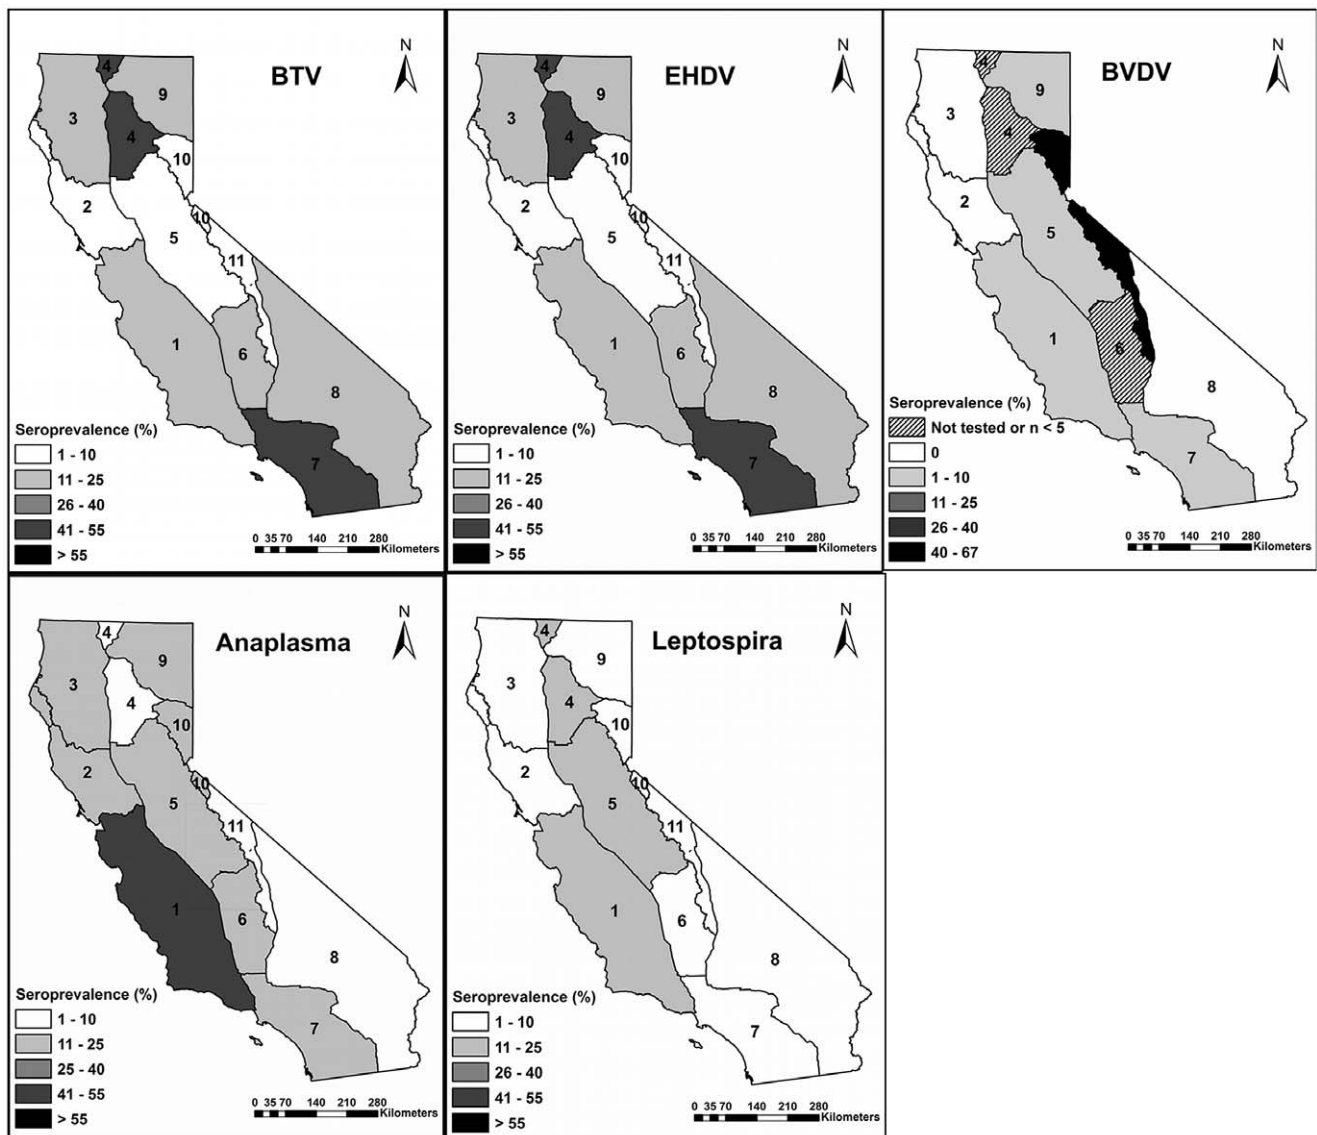 BTV
N
4
9
3
4
10
2
10
5
11
1
6
8
7
Seroprevalence (%)
1 - 10
11 - 25
26 - 40
41 - 55
> 55
0 35 70 140 210 280
Kilometers
EHDV
N
4
9
3
4
10
2
10
5
11
1
6
8
7
Seroprevalence (%)
1 - 10
11 - 25
26 - 40
41 - 55
> 55
0 35 70 140 210 280
Kilometers
BVDV
N
4
9
3
4
2
5
1
6
8
7
Seroprevalence (%)
Not tested or n < 5
0
1 - 10
11 - 25
26 - 40
40 - 67
0 35 70 140 210 280
Kilometers
Anaplasma
N
4
9
3
4
10
2
10
5
11
1
6
8
7
Seroprevalence (%)
1 - 10
11 - 25
25 - 40
41 - 55
> 55
0 35 70 140 210 280
Kilometers
Leptospira
N
4
9
3
4
10
2
10
5
11
1
6
8
7
Seroprevalence (%)
1 - 10
11 - 25
26 - 40
41 - 55
> 55
0 35 70 140 210 280
Kilometers